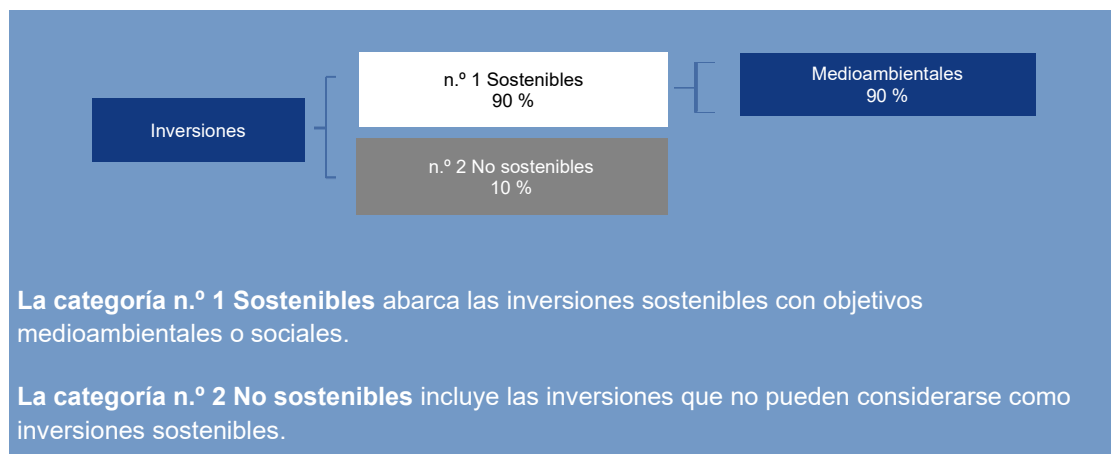 n.º 1 Sostenibles
90 %
Medioambientales
90 %
Inversiones
n.º 2 No sostenibles
10 %
La categoría n.º 1 Sostenibles abarca las inversiones sostenibles con objetivos
medioambientales o sociales.
La categoría n.º 2 No sostenibles incluye las inversiones que no pueden considerarse como
inversiones sostenibles.